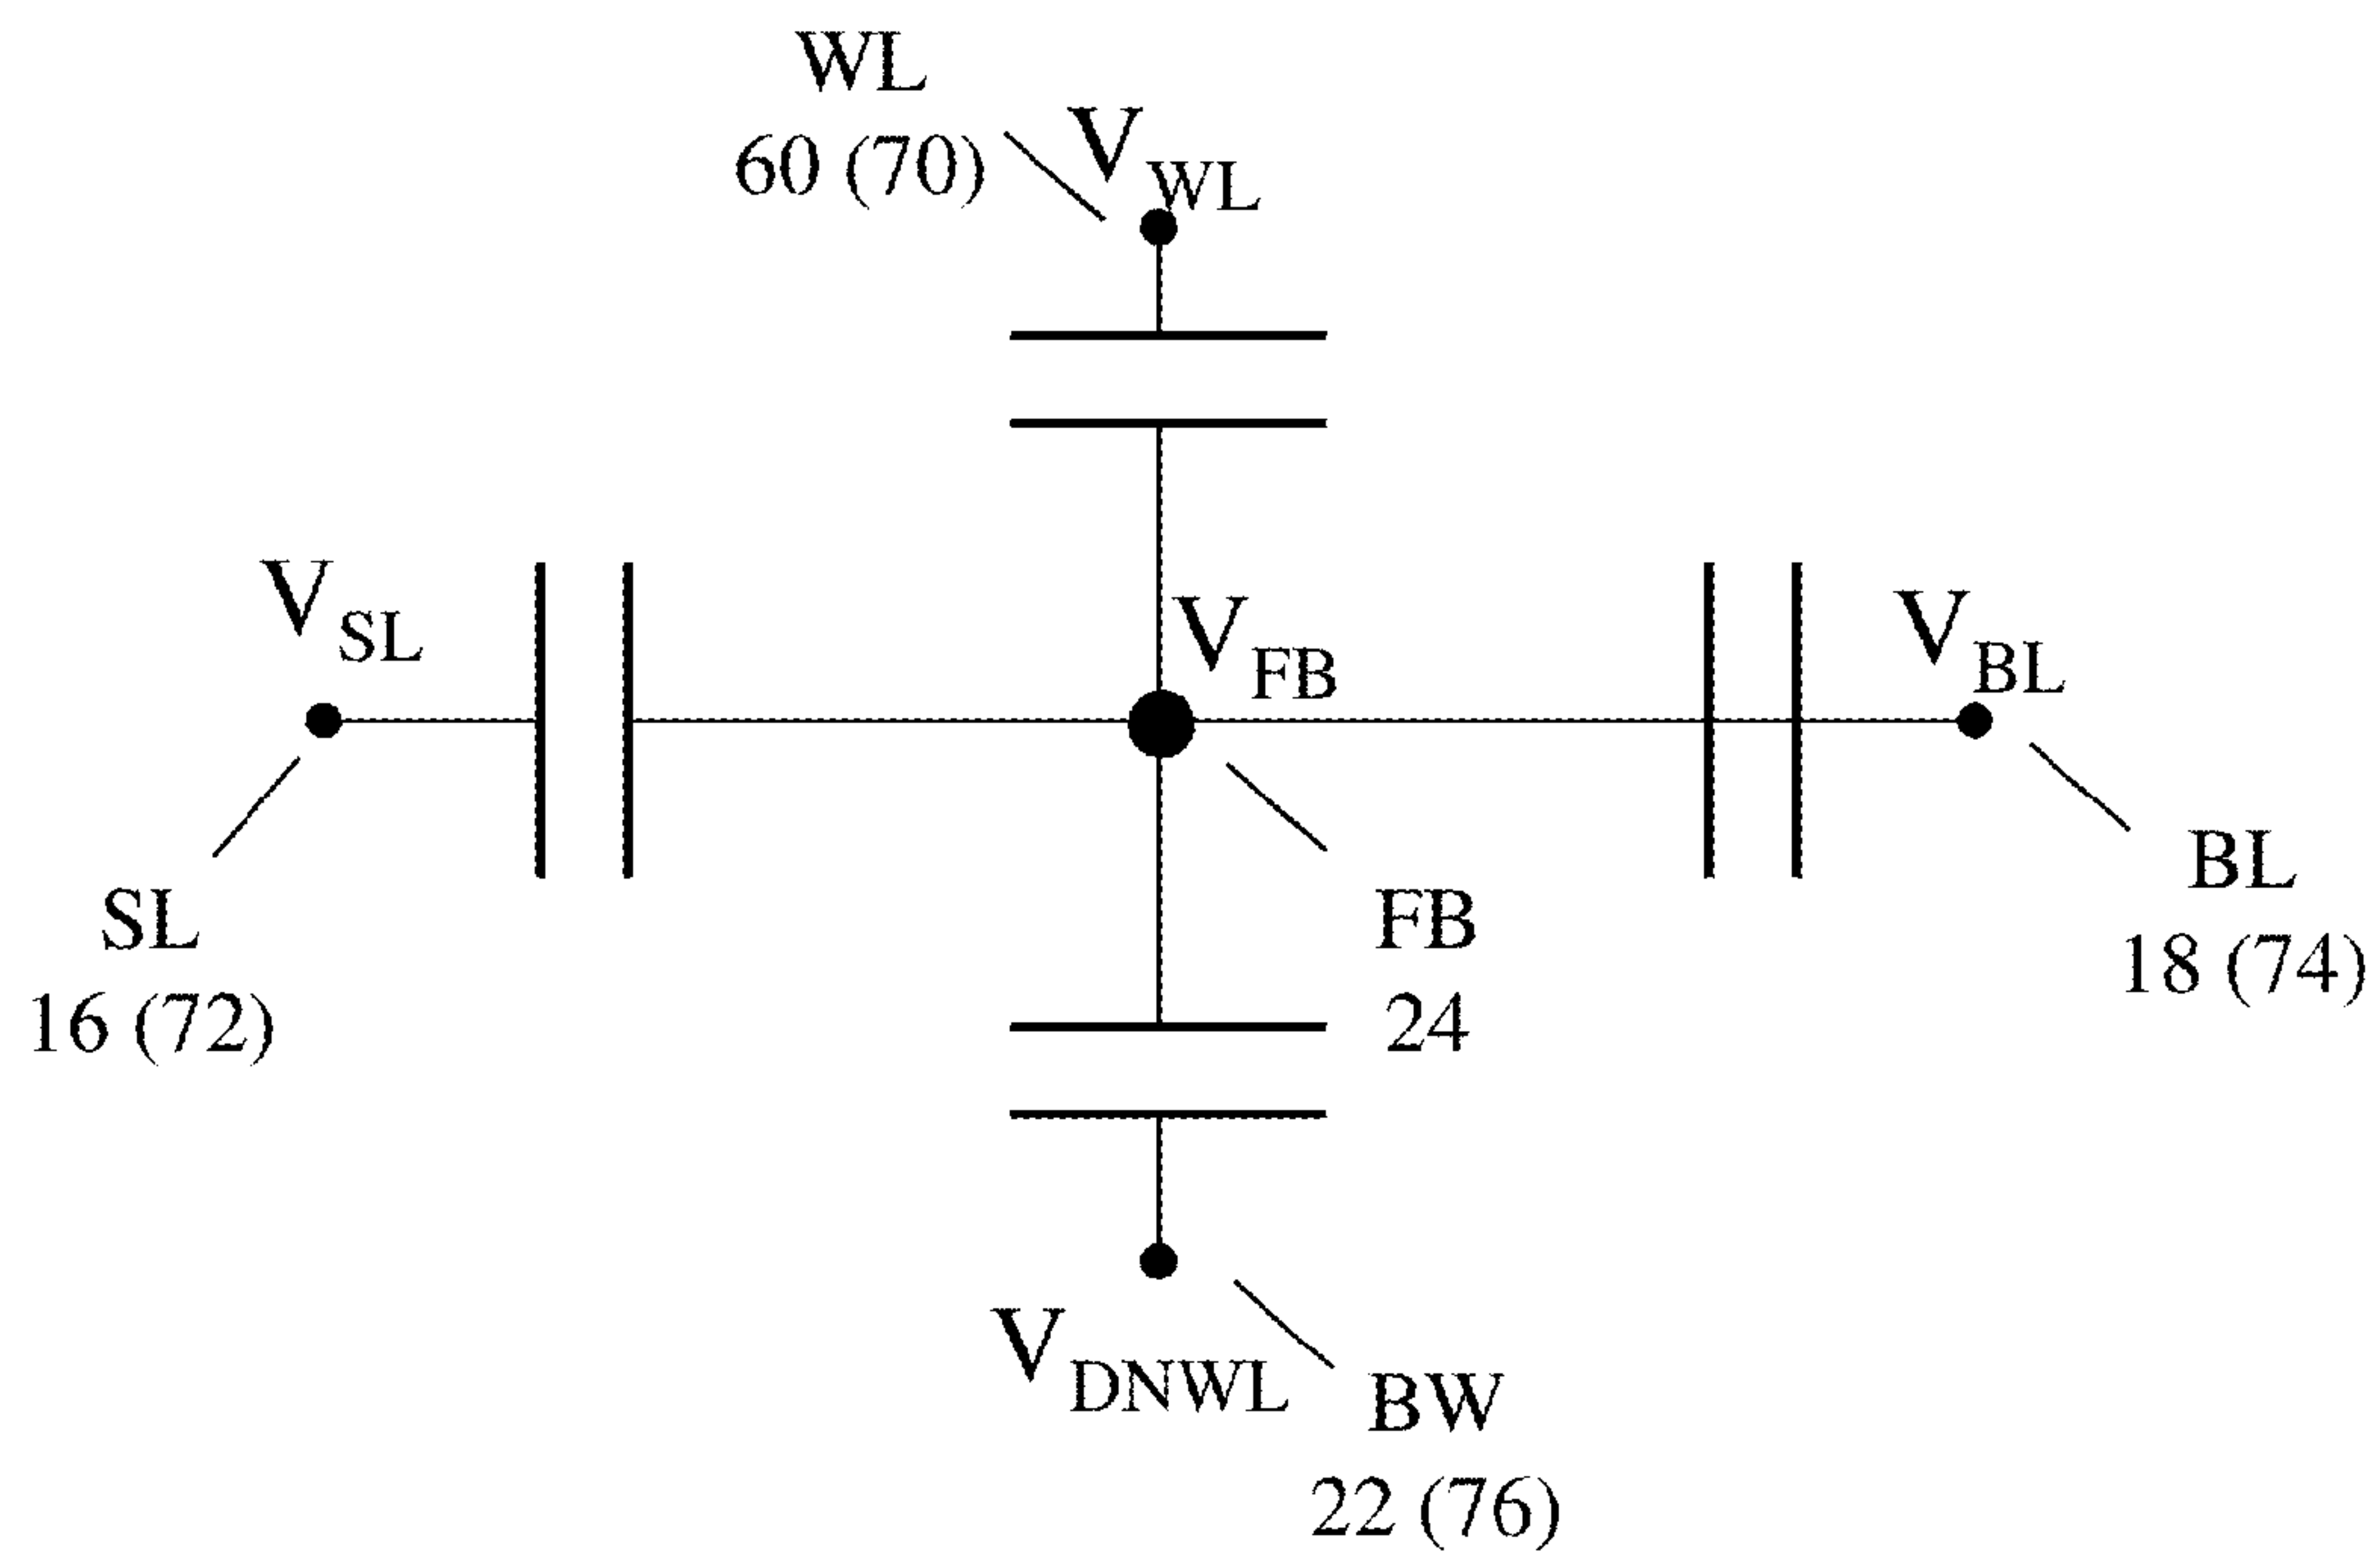 WL
60 (70)
VWL
VSL
VFB
VBL
SL
16 (72)
FB
24
BL
18 (74)
VDNWL
BW
22 (76)